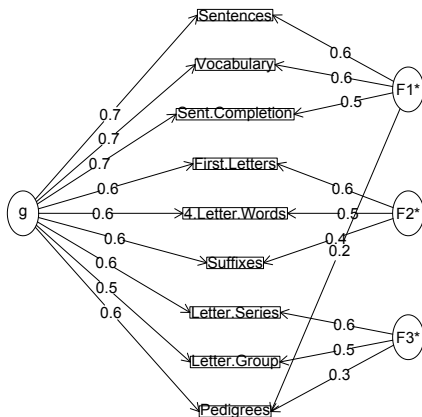 Sentences
0.6
Vocabulary
0.6
F1*
0.5
Sent.Completion
0.7
0.7
0.7
First.Letters
0.6
0.6
g
0.6
4.Letter.Words
0.5
F2*
0.6
0.4
0.2
Suffixes
0.6
0.5
0.6
Letter.Series
0.6
F3*
0.5
Letter.Group
0.3
Pedigrees